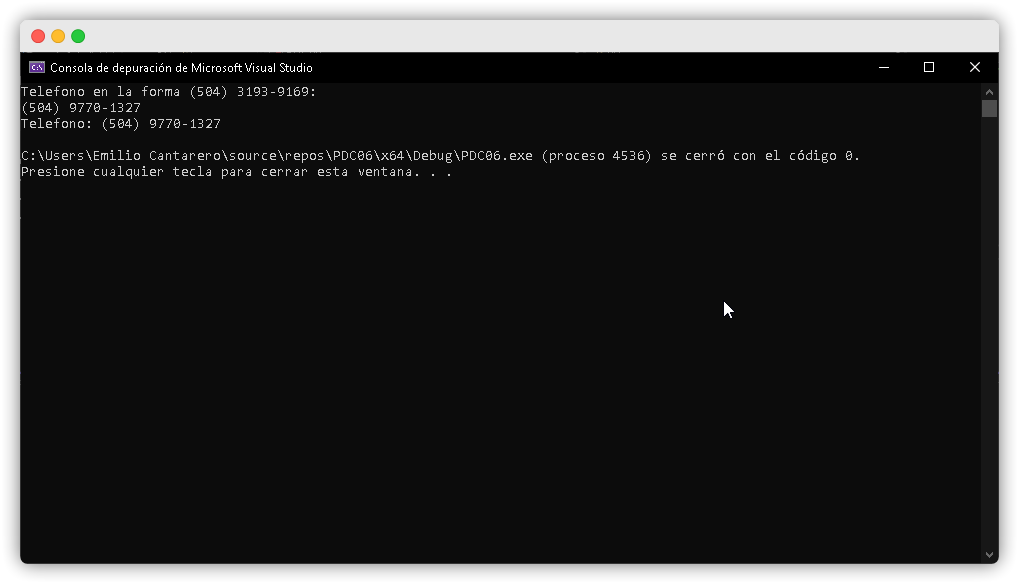 Consola de depuración de Microsoft Visual Studio
Telefono en la forma (504) 3193-9169:
(504) 9770-1327
Telefono: (504) 9770-1327
C:\Users\Emilio Cantarero\source\repos\PDC06\x64\Debug\PDC06.exe (proceso 4536) se cerró con el código 0.
Presione cualquier tecla para cerrar esta ventana. . .